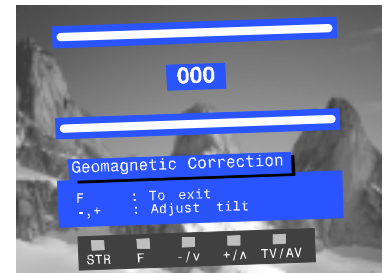 000
Geomagnetic Correction
F : To exit
-,+ : Adjust tilt
STR F -/v +/ʌ TV/AV